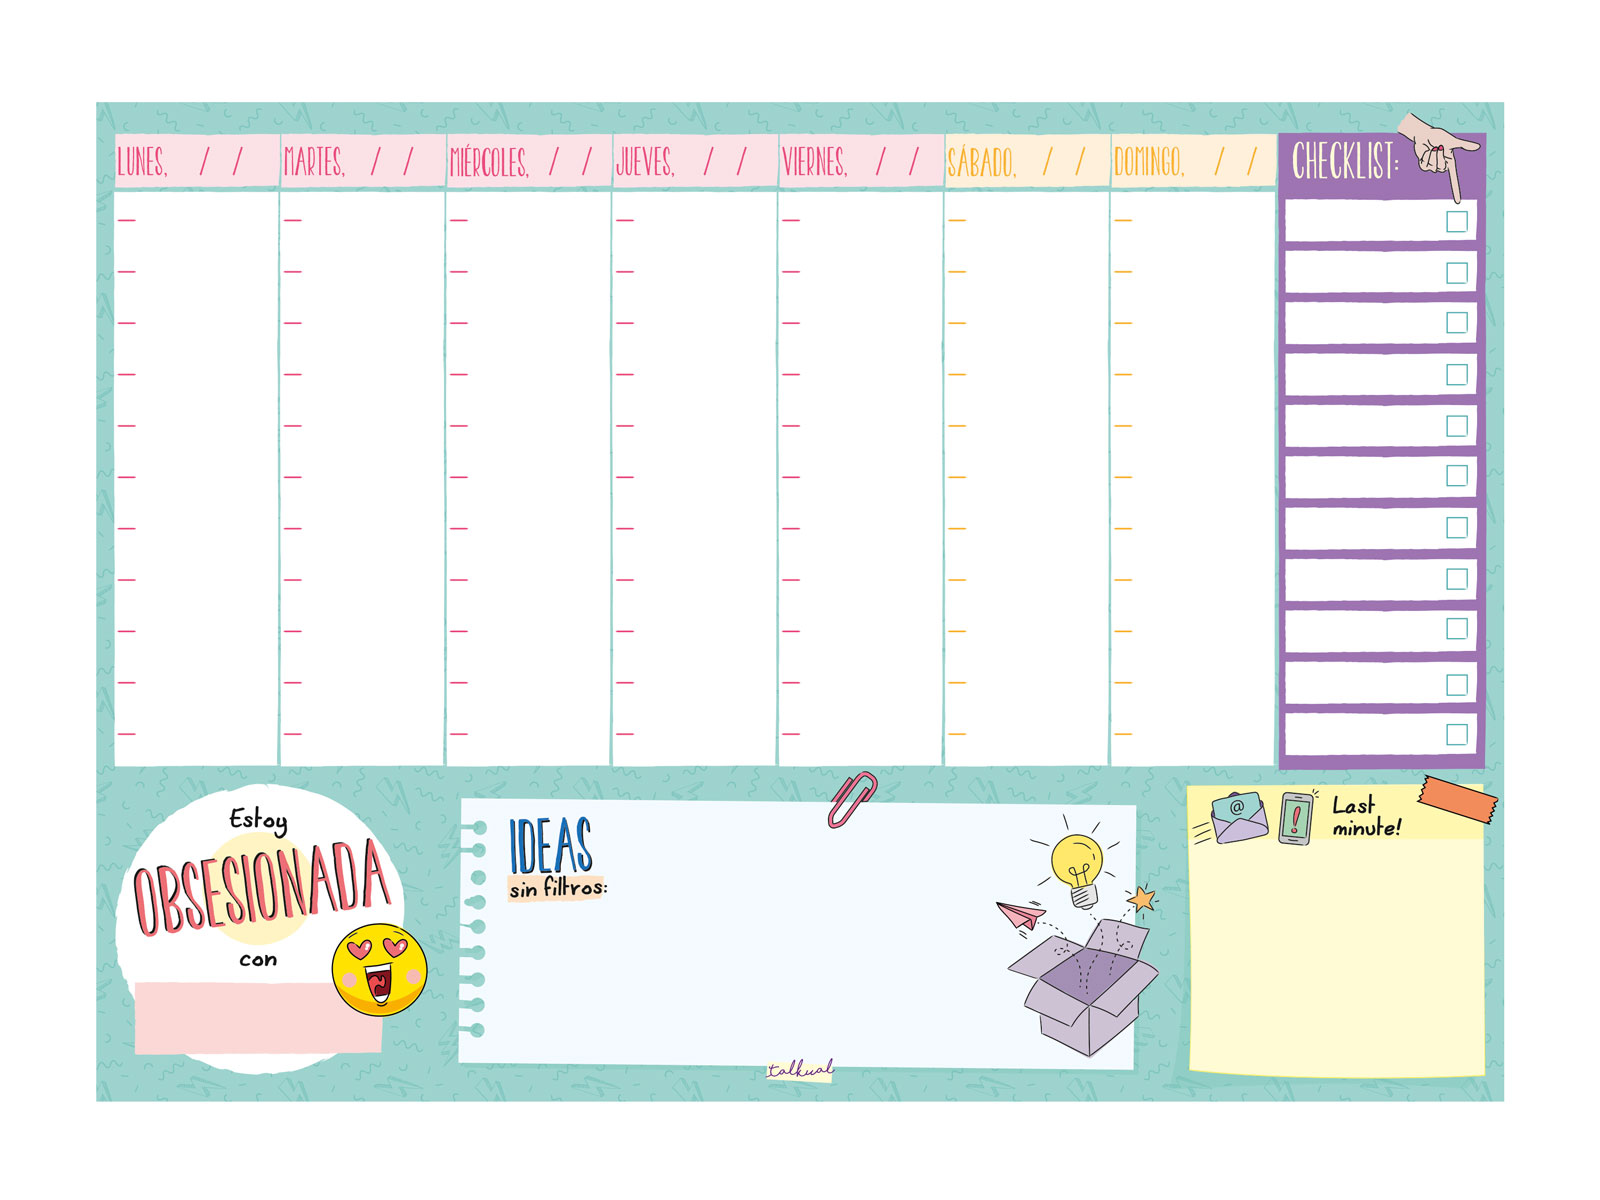 LUNES, / /
MARTES, / /
MIÉRCOLES, / /
JUEVES, / /
VIERNES, / /
SÁBADO, / /
DOMINGO, / /
CHECKLIST:
Estoy
OBSESIONADA
con
IDEAS
sin filtros:
@
!
Last
minute!
talkual